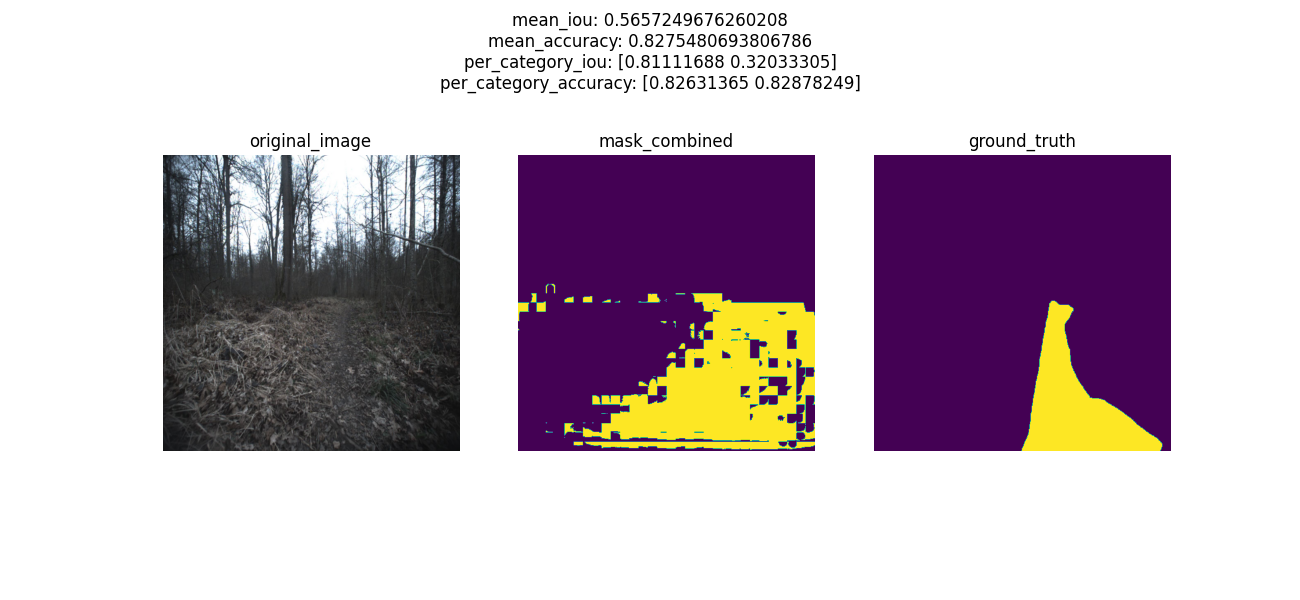 mean_iou: 0.5657249676260208
mean_accuracy: 0.8275480693806786
per_category_iou: [0.81111688 0.32033305]
per_category_accuracy: [0.82631365 0.82878249]
original_image
mask_combined
ground_truth